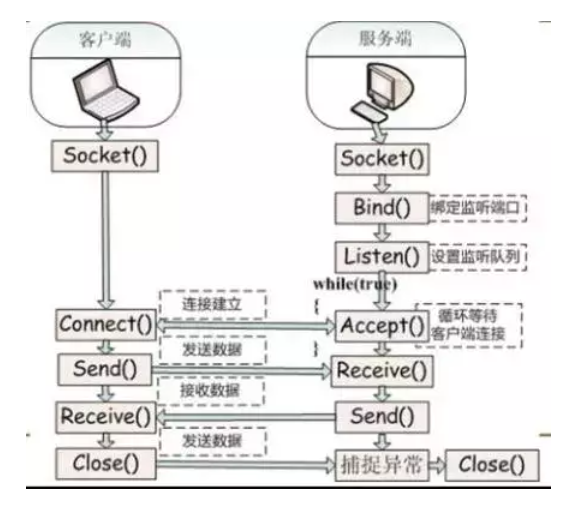 客户端
服务端
Socket()
Socket()
Bind()
绑定监听端口
Listen()
设置监听队列
while(true)
{
连接建立
Connect()
Accept()
循环等待
客户端连接
}
发送数据
Send()
Receive()
接收数据
Receive()
Send()
发送数据
Close()
捕捉异常
Close()